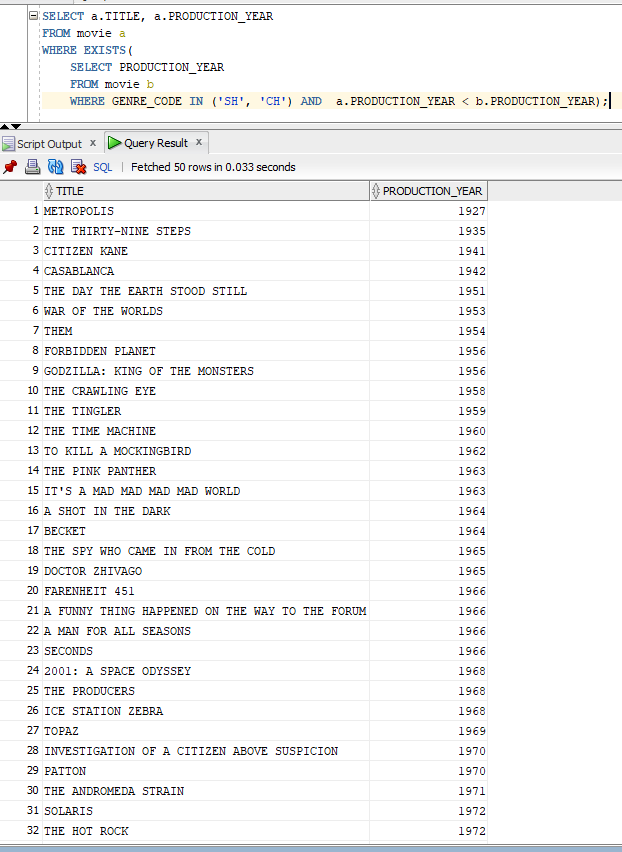 SELECT a.TITLE, a.PRODUCTION_YEAR
FROM movie a
WHERE EXISTS(
SELECT PRODUCTION_YEAR
FROM movie b
WHERE GENRE_CODE IN ('SH', 'CH') AND  a.PRODUCTION_YEAR < b.PRODUCTION_YEAR);
Script Output x Query Result x
SQL | Fetched 50 rows in 0.033 seconds
TITLE PRODUCTION_YEAR
1 METROPOLIS 1927
2 THE THIRTY-NINE STEPS 1935
3 CITIZEN KANE 1941
4 CASABLANCA 1942
5 THE DAY THE EARTH STOOD STILL 1951
6 WAR OF THE WORLDS 1953
7 THEM 1954
8 FORBIDDEN PLANET 1956
9 GODZILLA: KING OF THE MONSTERS 1956
10 THE CRAWLING EYE 1958
11 THE TINGLER 1959
12 THE TIME MACHINE 1960
13 TO KILL A MOCKINGBIRD 1962
14 THE PINK PANTHER 1963
15 IT'S A MAD MAD MAD MAD WORLD 1963
16 A SHOT IN THE DARK 1964
17 BECKET 1964
18 THE SPY WHO CAME IN FROM THE COLD 1965
19 DOCTOR ZHIVAGO 1965
20 FARENHEIT 451 1966
21 A FUNNY THING HAPPENED ON THE WAY TO THE FORUM 1966
22 A MAN FOR ALL SEASONS 1966
23 SECONDS 1966
24 2001: A SPACE ODYSSEY 1968
25 THE PRODUCERS 1968
26 ICE STATION ZEBRA 1968
27 TOPAZ 1969
28 INVESTIGATION OF A CITIZEN ABOVE SUSPICION 1970
29 PATTON 1970
30 THE ANDROMEDA STRAIN 1971
31 SOLARIS 1972
32 THE HOT ROCK 1972